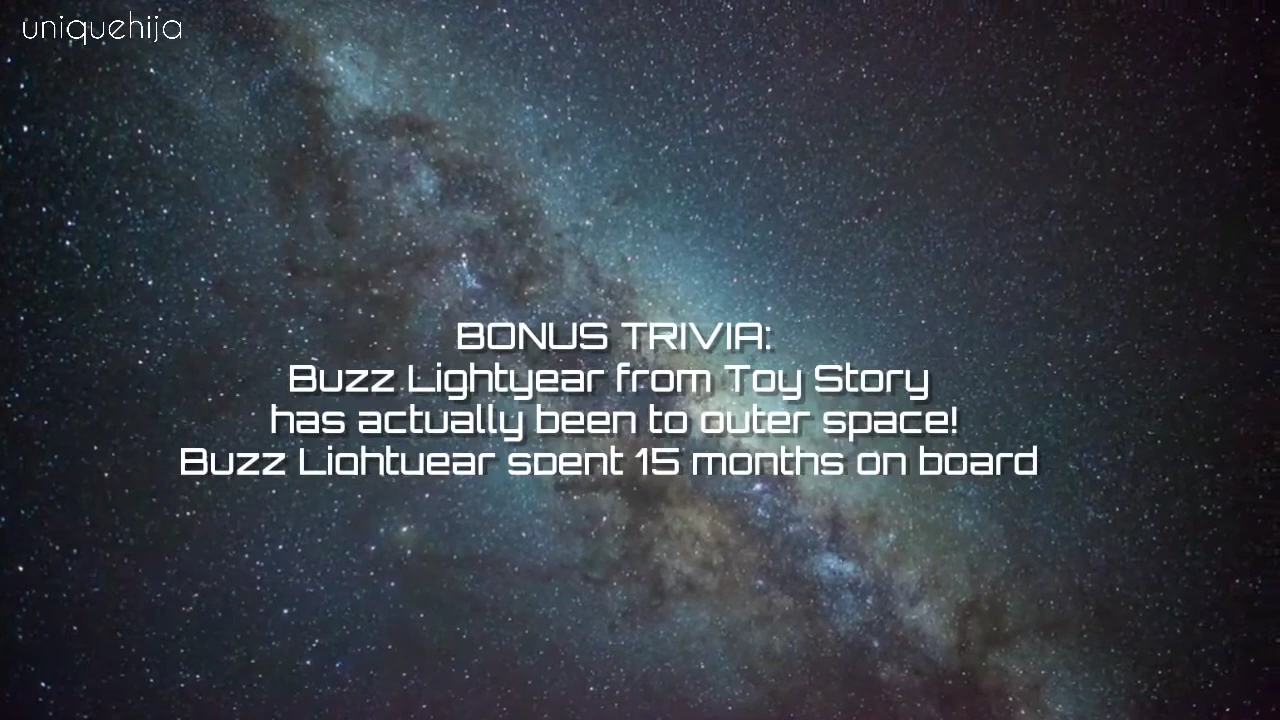 uniquehija
BONUS TRIVIA:
Buzz Lightyear from Toy Story
has actually been to outer space!
Buzz Lightyear spent 15 months on board